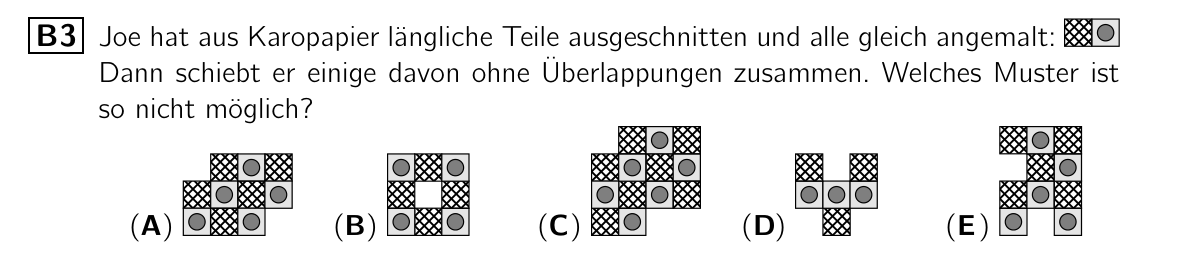 B3 Joe hat aus Karopapier längliche Teile ausgeschnitten und alle gleich angemalt:
Dann schiebt er einige davon ohne Überlappungen zusammen. Welches Muster ist
so nicht möglich?
(A) (B) (C) (D) (E)